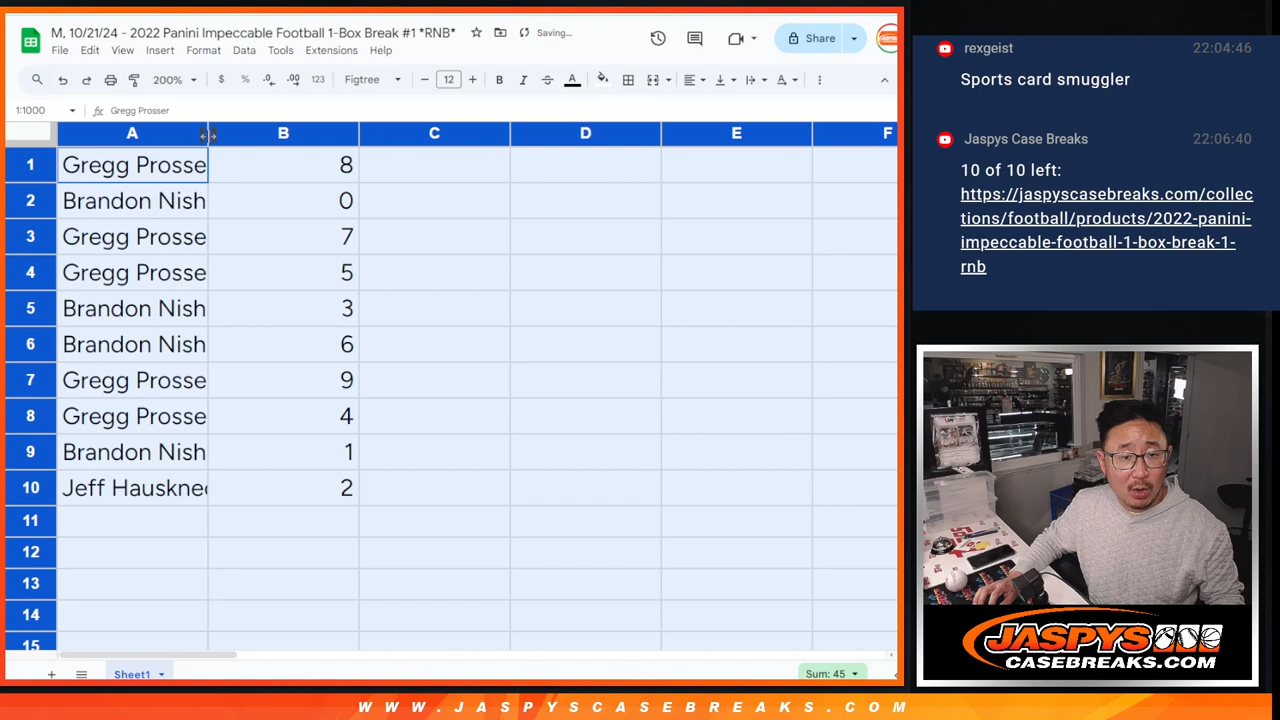 M, 10/21/24 - 2022 Panini Impeccable Football 1-Box Break #1 *RNB*
Saving…
File Edit View Insert Format Data Tools Extensions Help
Share
200% $ % .0 .00 123 Figtree 12 B I A
1:1000 fx Gregg Prosser
A B C D E F
1 Gregg Prosse 8
2 Brandon Nish 0
3 Gregg Prosse 7
4 Gregg Prosse 5
5 Brandon Nish 3
6 Brandon Nish 6
7 Gregg Prosse 9
8 Gregg Prosse 4
9 Brandon Nish 1
10 Jeff Hauskne 2
11
12
13
14
15
Sheet1
Sum: 45
rexgeist 22:04:46
Sports card smuggler
Jaspys Case Breaks 22:06:40
10 of 10 left:
https://jaspyscasebreaks.com/collec
tions/football/products/2022-panini-
impeccable-football-1-box-break-1-
rnb
JASPYS
CASEBREAKS.COM
WWW.JASPYSCASEBREAKS.COM